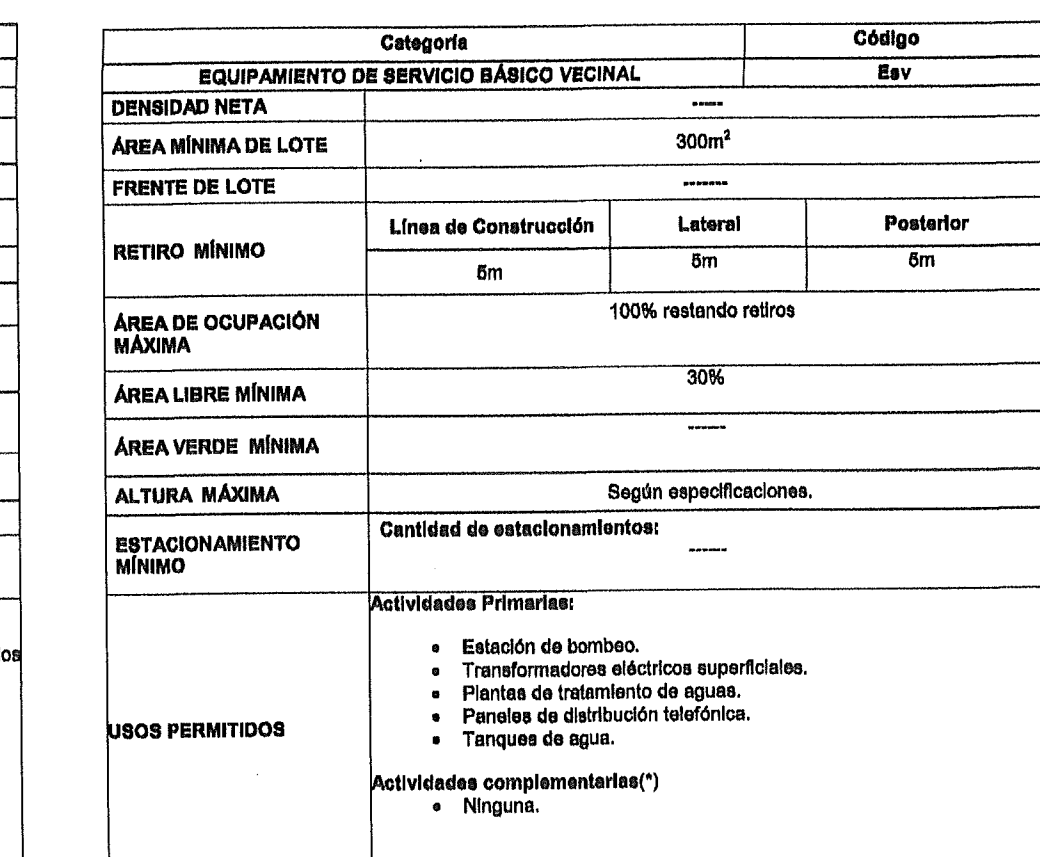 Categoría Código
EQUIPAMIENTO DE SERVICIO BÁSICO VECINAL Esv
DENSIDAD NETA -----
ÁREA MÍNIMA DE LOTE 300m²
FRENTE DE LOTE -------
RETIRO MÍNIMO
Línea de Construcción Lateral Posterior
5m 5m 5m
ÁREA DE OCUPACIÓN
MÁXIMA
100% restando retiros
ÁREA LIBRE MÍNIMA 30%
ÁREA VERDE MÍNIMA ------
ALTURA MÁXIMA Según especificaciones.
ESTACIONAMIENTO
MÍNIMO
Cantidad de estacionamientos:
------
USOS PERMITIDOS
Actividades Primarias:
• Estación de bombeo.
• Transformadores eléctricos superficiales.
• Plantas de tratamiento de aguas.
• Paneles de distribución telefónica.
• Tanques de agua.
Actividades complementarias(*)
• Ninguna.
os